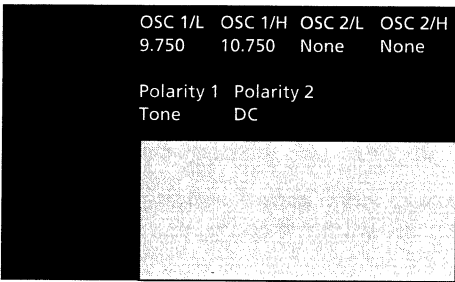 OSC 1/L OSC 1/H OSC 2/L OSC 2/H
9.750 10.750 None None
Polarity 1 Polarity 2
Tone DC